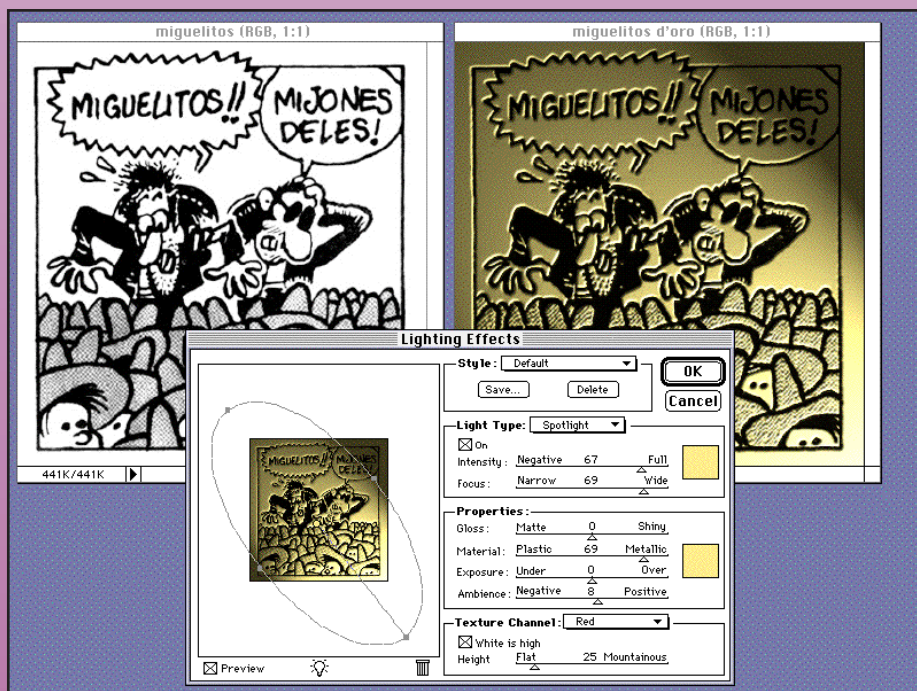 miguelitos (RGB, 1:1)
miguelitos d'oro (RGB, 1:1)
MIGUELITOS!!
MIJONES
DELES!
MIGUELITOS!!
MIJONES
DELES!
441K/441K
Lighting Effects
MIGUELITOS!!
MIJONES
DELES!
Preview
Style: Default
OK
Save... Delete
Cancel
Light Type: Spotlight
On
Intensity: Negative 67 Full
Focus: Narrow 69 Wide
Properties:
Gloss: Matte 0 Shiny
Material: Plastic 69 Metallic
Exposure: Under 0 Over
Ambience: Negative 8 Positive
Texture Channel: Red
White is high
Height Flat 25 Mountainous